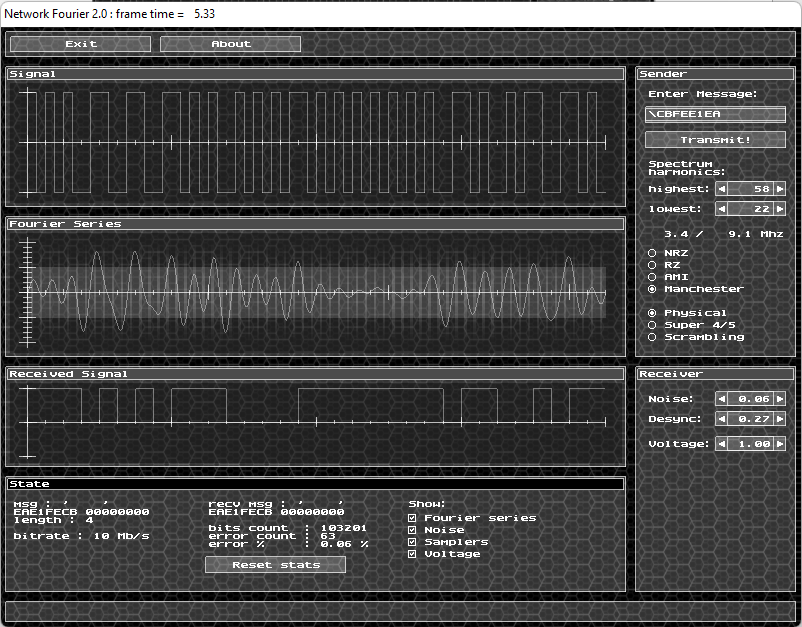 Network Fourier 2.0 : frame time = 5.33
Exit About
Signal
Sender
Enter Message:
\CBFEE1EA
Transmit!
Spectrum
harmonics:
highest: 58
lowest: 22
3.4 / 9.1 Mhz
NRZ
RZ
AMI
Manchester
Physical
Super 4/5
Scrambling
Fourier Series
Received Signal
Receiver
Noise: 0.06
Desync: 0.27
Voltage: 1.00
State
msg : ' '
EAE1FECB 00000000
length : 4
bitrate : 10 Mb/s
recv msg : ' '
EAE1FECB 00000000
bits count : 103201
error count : 63
error % : 0.06 %
Reset stats
Show:
Fourier series
Noise
Samplers
Voltage